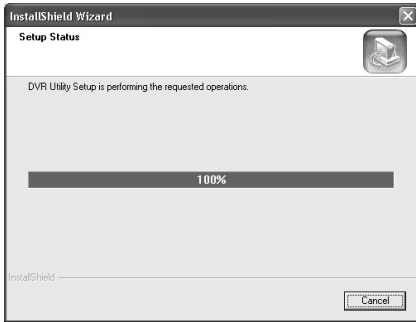 InstallShield Wizard
Setup Status
DVR Utility Setup is performing the requested operations.
100%
InstallShield
Cancel